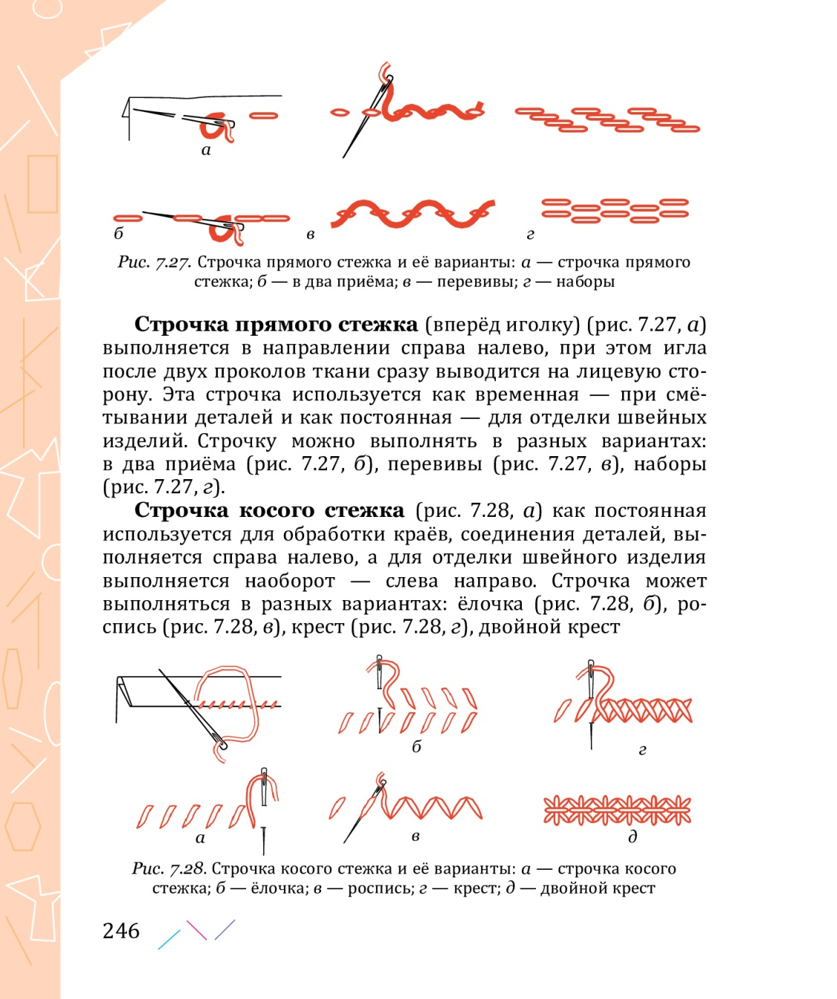 а
б
в
г
Рис. 7.27. Строчка прямого стежка и её варианты: а — строчка прямого
стежка; б — в два приёма; в — перевивы; г — наборы
Строчка прямого стежка (вперёд иголку) (рис. 7.27, а)
выполняется в направлении справа налево, при этом игла
после двух проколов ткани сразу выводится на лицевую сто-
рону. Эта строчка используется как временная — при смё-
тывании деталей и как постоянная — для отделки швейных
изделий. Строчку можно выполнять в разных вариантах:
в два приёма (рис. 7.27, б), перевивы (рис. 7.27, в), наборы
(рис. 7.27, г).
Строчка косого стежка (рис. 7.28, а) как постоянная
используется для обработки краёв, соединения деталей, вы-
полняется справа налево, а для отделки швейного изделия
выполняется наоборот — слева направо. Строчка может
выполняться в разных вариантах: ёлочка (рис. 7.28, б), ро-
спись (рис. 7.28, в), крест (рис. 7.28, г), двойной крест
б
г
а
в
д
Рис. 7.28. Строчка косого стежка и её варианты: а — строчка косого
стежка; б — ёлочка; в — роспись; г — крест; д — двойной крест
246